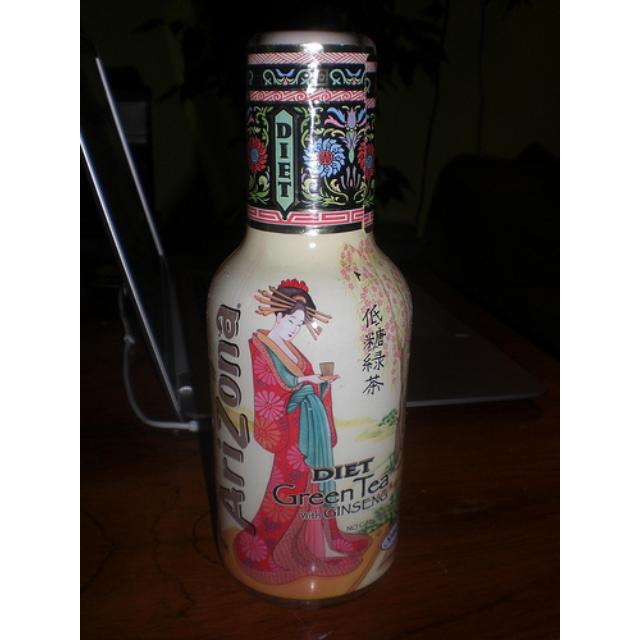 DIET
AriZona
低糖緑茶
DIET
Green Tea
with GINSENG